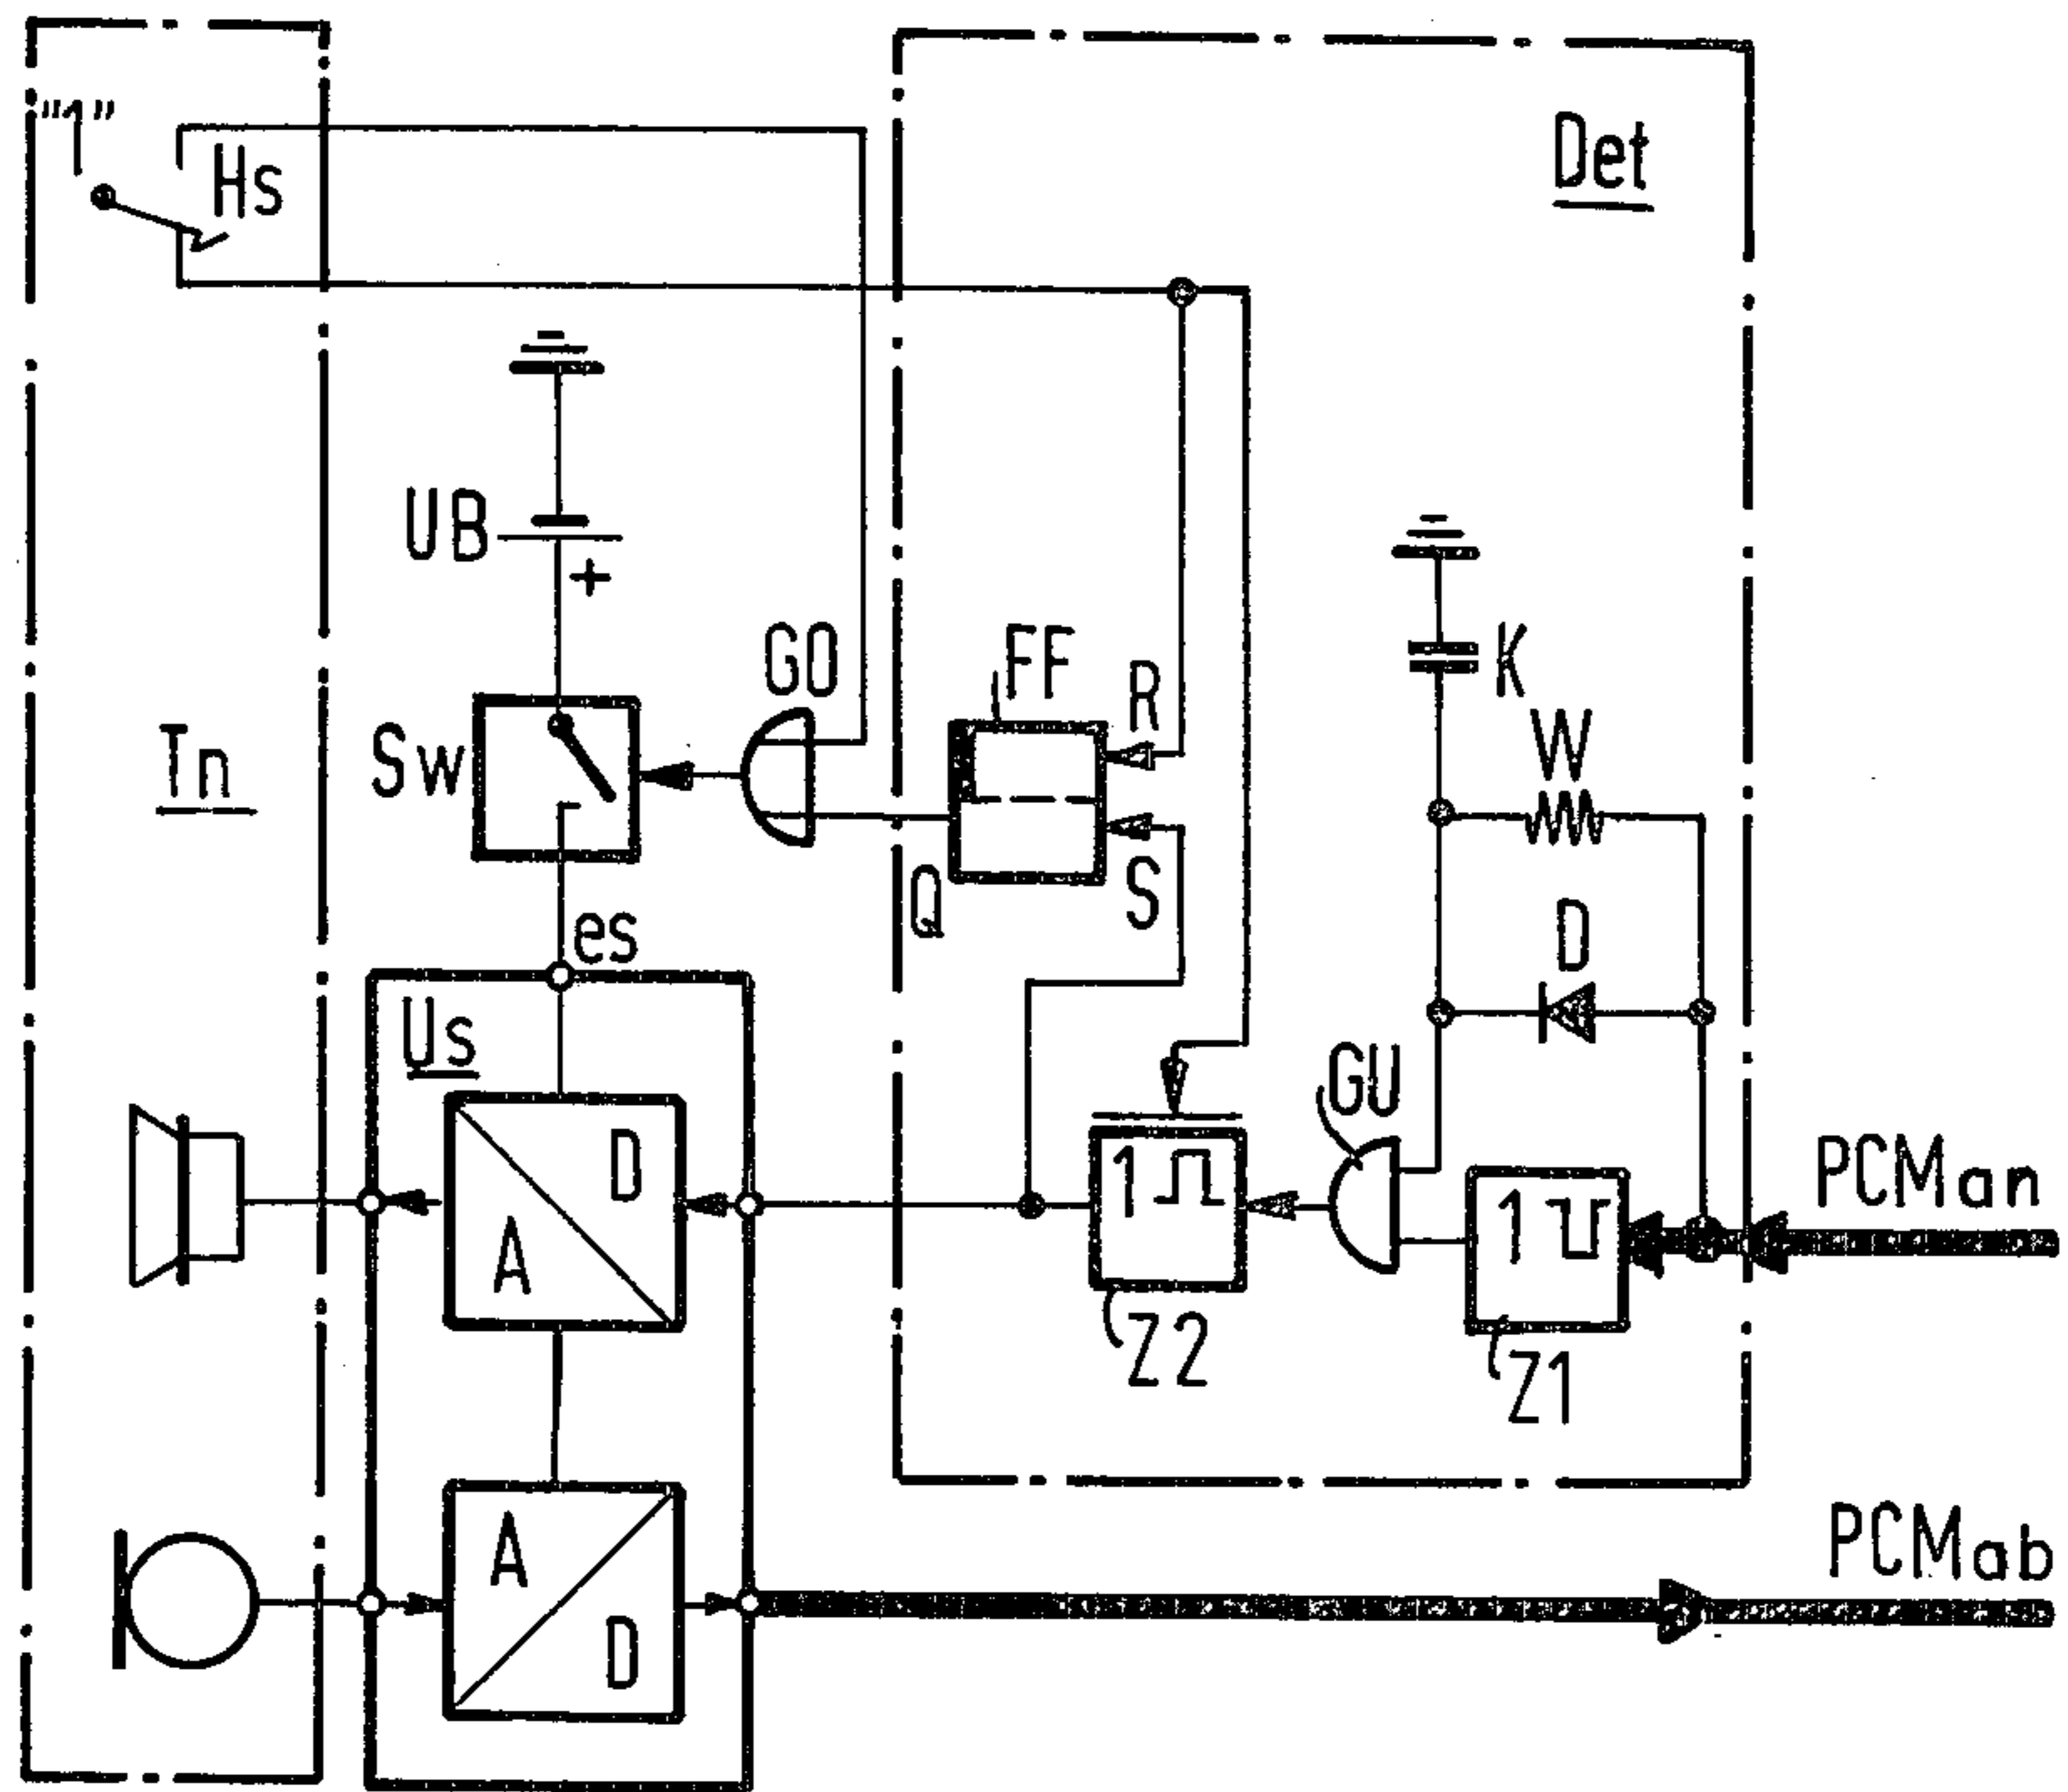 "1"
Hs
Det
UB
+
GO
FF
R
K
Sw
W
Tn
Q
S
es
D
Us
GU
D
A
1
1
PCMan
Z2
Z1
A
D
PCMab